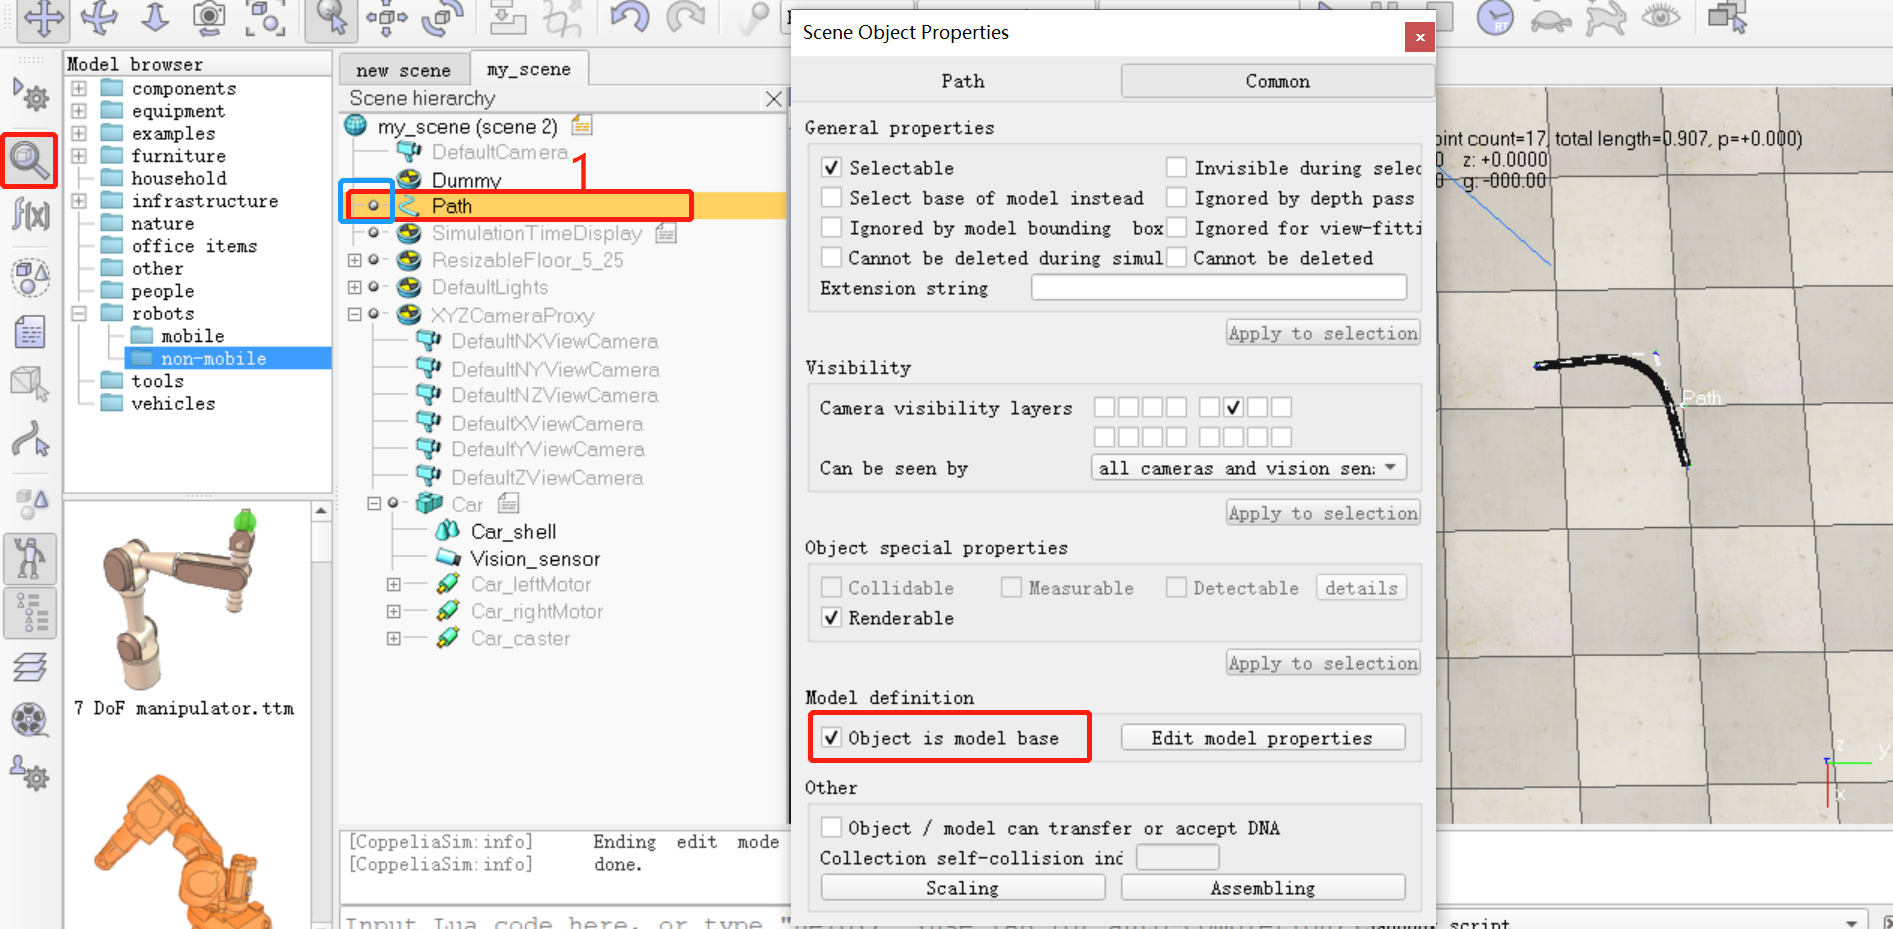 Model browser
components
equipment
examples
furniture
household
infrastructure
nature
office items
other
people
robots
mobile
non-mobile
tools
vehicles
7 DoF manipulator.ttm
new scene
my_scene
Scene hierarchy
my_scene (scene 2)
DefaultCamera
1
Dummy
Path
SimulationTimeDisplay
ResizableFloor_5_25
DefaultLights
XYZCameraProxy
DefaultNXViewCamera
DefaultNYViewCamera
DefaultNZViewCamera
DefaultXViewCamera
DefaultYViewCamera
DefaultZViewCamera
Car
Car_shell
Vision_sensor
Car_leftMotor
Car_rightMotor
Car_caster
[CoppeliaSim:info] Ending edit mode
[CoppeliaSim:info] done.
Input Lua code here, or type "
Scene Object Properties
Path
Common
General properties
Selectable
Invisible during selec
Select base of model instead
Ignored by depth pass
Ignored by model bounding box
Ignored for view-fitti
Cannot be deleted during simul
Cannot be deleted
Extension string
Apply to selection
Visibility
Camera visibility layers
Can be seen by
all cameras and vision sen
Apply to selection
Object special properties
Collidable
Measurable
Detectable
details
Renderable
Apply to selection
Model definition
Object is model base
Edit model properties
Other
Object / model can transfer or accept DNA
Collection self-collision ind
Scaling
Assembling
RT
oint count=17, total length=0.907, p=+0.000)
0 z: +0.0000
g: -000.00
Path
z
y
x
script